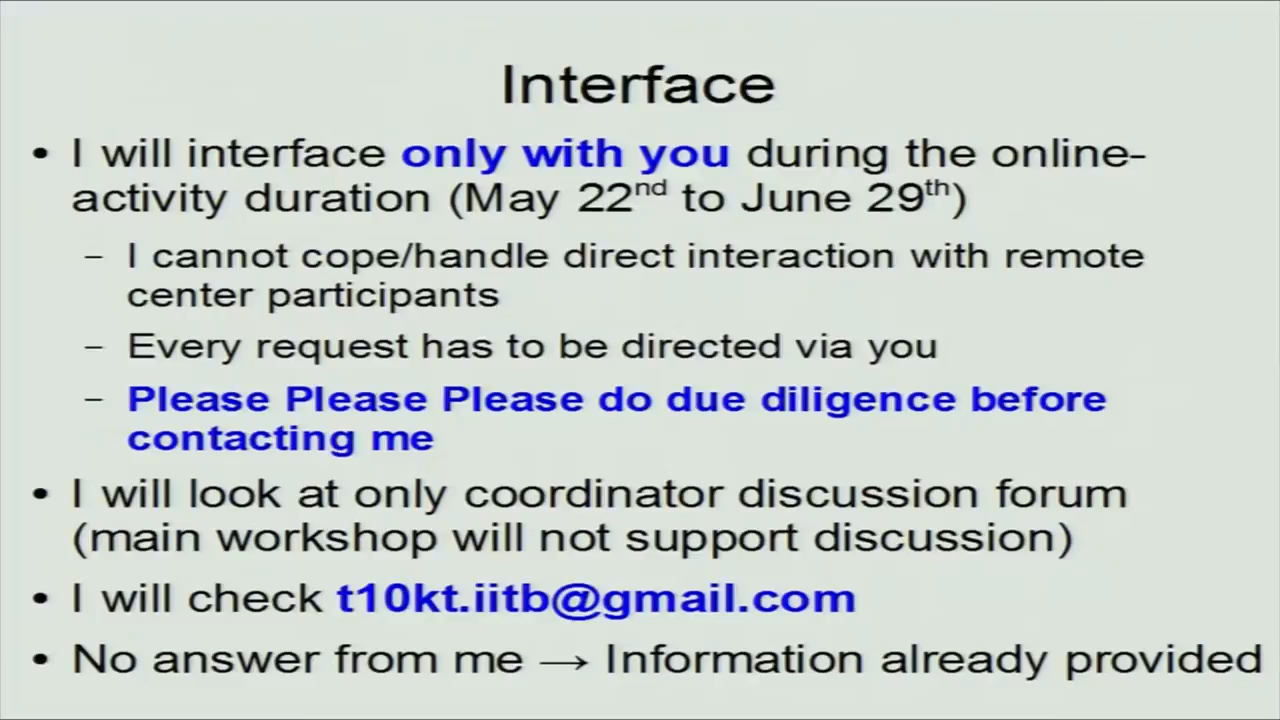 Interface
• I will interface only with you during the online-
activity duration (May 22nd to June 29th)
– I cannot cope/handle direct interaction with remote
center participants
– Every request has to be directed via you
– Please Please Please do due diligence before
contacting me
• I will look at only coordinator discussion forum
(main workshop will not support discussion)
• I will check t10kt.iitb@gmail.com
• No answer from me → Information already provided